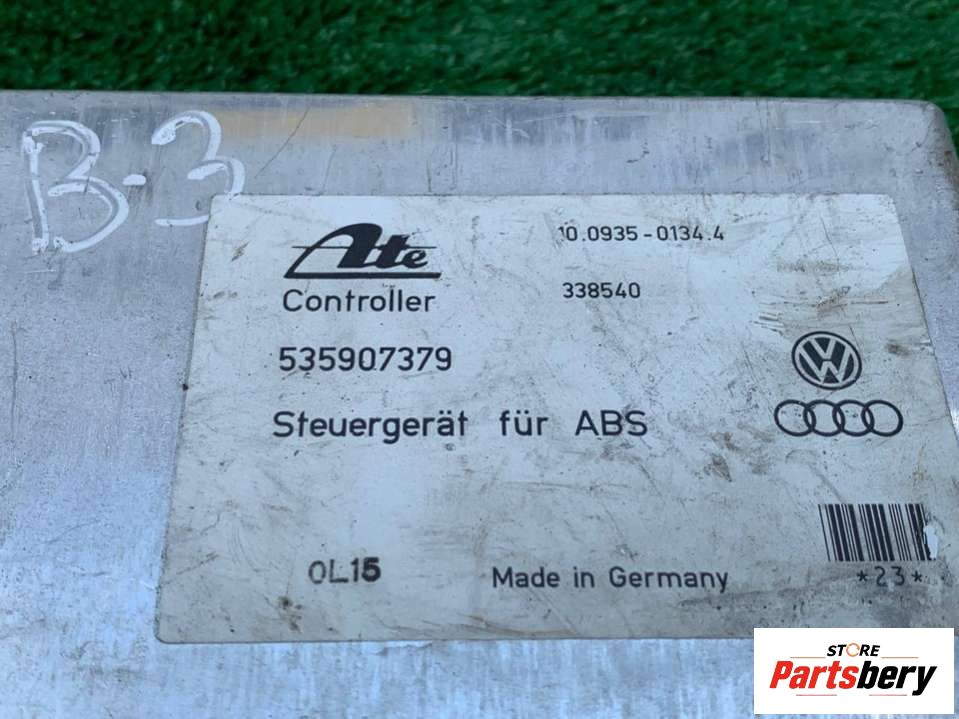 B-3
Ate
10.0935-0134.4
Controller
338540
535907379
VW
Steuergerät für ABS
0L15
Made in Germany
*23*
STORE
Partsbery